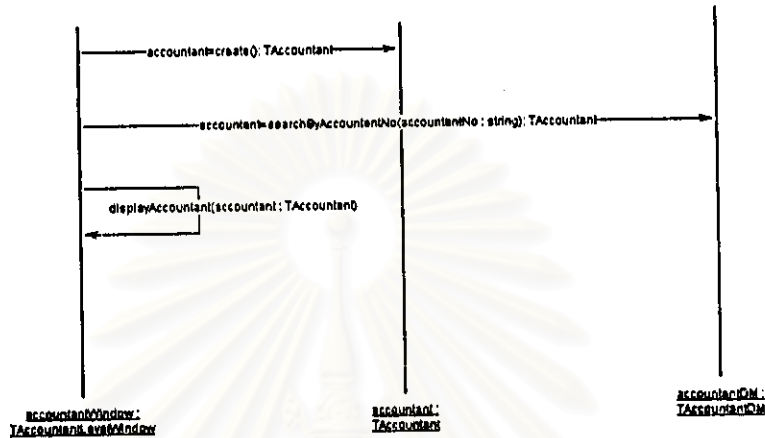 accountant=create(): TAccountant
accountant=searchByAccountantNo(accountantNo : string): TAccountant
displayAccountant(accountant : TAccountant)
accountantWindow :
TAccountantLevelWindow
accountant :
TAccountant
accountantDM :
TAccountantDM